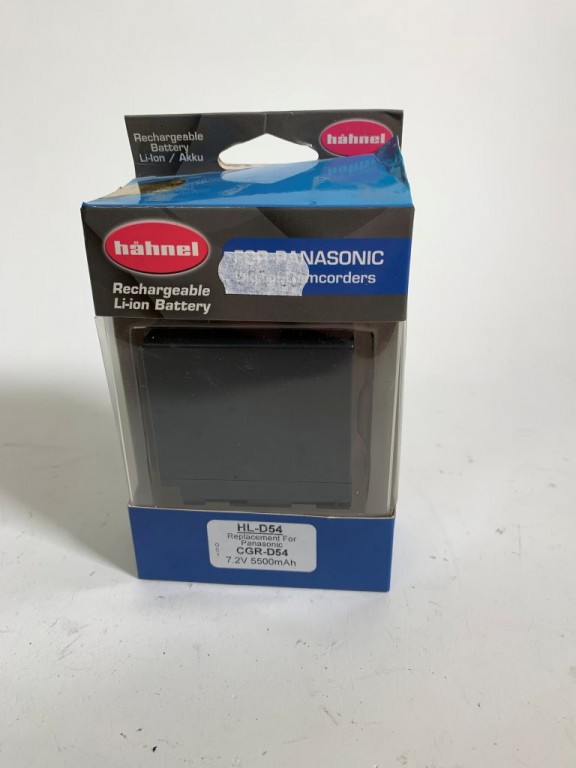 Rechargeable
Battery
Li-Ion / Akku
hähnel
hähnel
Rechargeable
Li-ion Battery
FOR PANASONIC
Camcorders
HL-D54
Replacement For
Panasonic
CGR-D54
7.2V 5500mAh